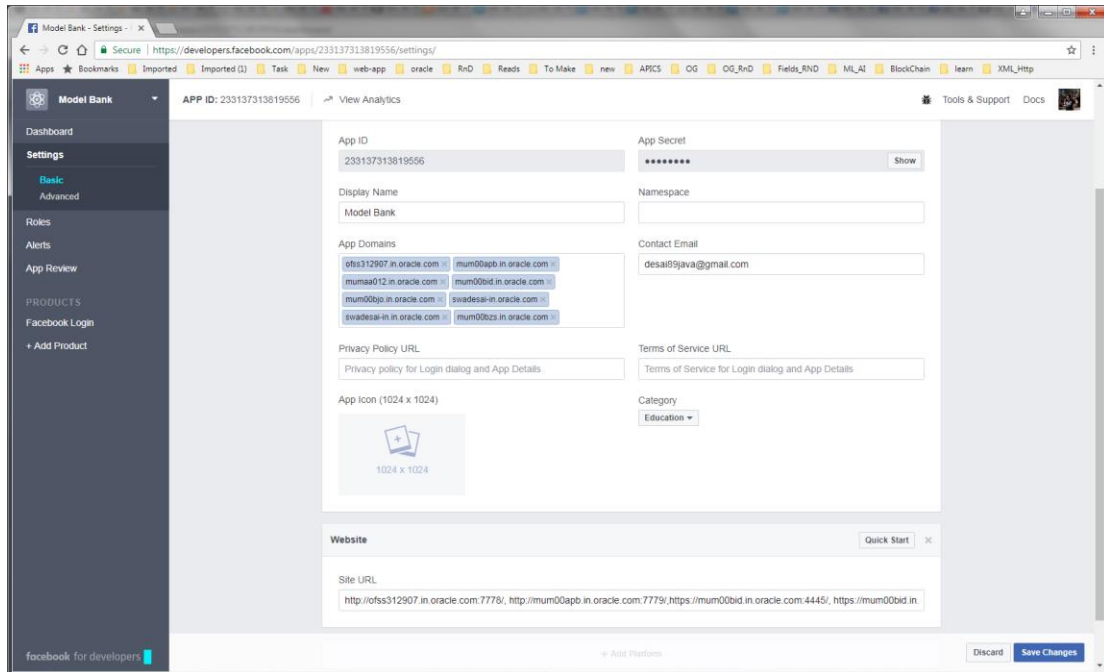 Model Bank - Settings -
Secure | https://developers.facebook.com/apps/233137313819556/settings/
Apps Bookmarks Imported Imported (1) Task New web-app oracle RnD Reads To Make new APICS OG OG_RnD Fields_RND ML_AI BlockChain learn XML_Http
Model Bank
APP ID: 233137313819556 View Analytics Tools & Support Docs
Dashboard
Settings
Basic
Advanced
Roles
Alerts
App Review
PRODUCTS
Facebook Login
+ Add Product
facebook for developers
App ID App Secret
233137313819556 Show
Display Name Namespace
Model Bank
App Domains Contact Email
ofss312907.in.oracle.com × mum00apb.in.oracle.com × desai89java@gmail.com
mumaa012.in.oracle.com × mum00bid.in.oracle.com ×
mum00bjo.in.oracle.com × swadesai-in.oracle.com ×
swadesai-in.in.oracle.com × mum00bzs.in.oracle.com ×
Privacy Policy URL Terms of Service URL
Privacy policy for Login dialog and App Details Terms of Service for Login dialog and App Details
App Icon (1024 x 1024) Category
Education
1024 x 1024
Website Quick Start ×
Site URL
http://ofss312907.in.oracle.com:7778/, http://mum00apb.in.oracle.com:7779/,https://mum00bid.in.oracle.com:4445/, https://mum00bid.in.
+ Add Platform Discard Save Changes